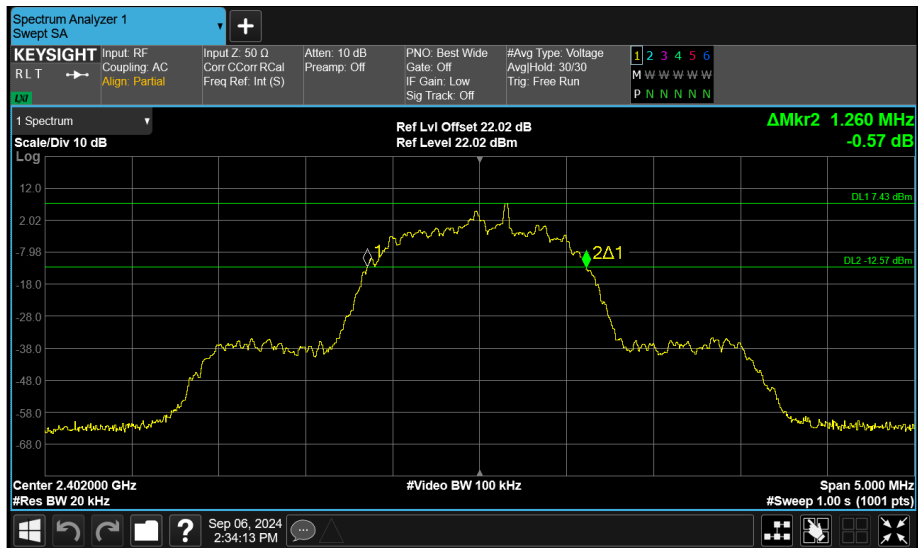 Spectrum Analyzer 1
Swept SA
+
KEYSIGHT
RLT
LXI
Input: RF
Coupling: AC
Align: Partial
Input Z: 50 Ω
Corr CCorr RCal
Freq Ref: Int (S)
Atten: 10 dB
Preamp: Off
PNO: Best Wide
Gate: Off
IF Gain: Low
Sig Track: Off
#Avg Type: Voltage
Avg|Hold: 30/30
Trig: Free Run
1 2 3 4 5 6
M W W W W W
P N N N N N
1 Spectrum
Scale/Div 10 dB
Ref Lvl Offset 22.02 dB
Ref Level 22.02 dBm
ΔMkr2 1.260 MHz
-0.57 dB
Log
12.0
DL1 7.43 dBm
2.02
-7.98
1
2Δ1
DL2 -12.57 dBm
-18.0
-28.0
-38.0
-48.0
-58.0
-68.0
Center 2.402000 GHz
#Video BW 100 kHz
Span 5.000 MHz
#Res BW 20 kHz
#Sweep 1.00 s (1001 pts)
?
Sep 06, 2024
2:34:13 PM